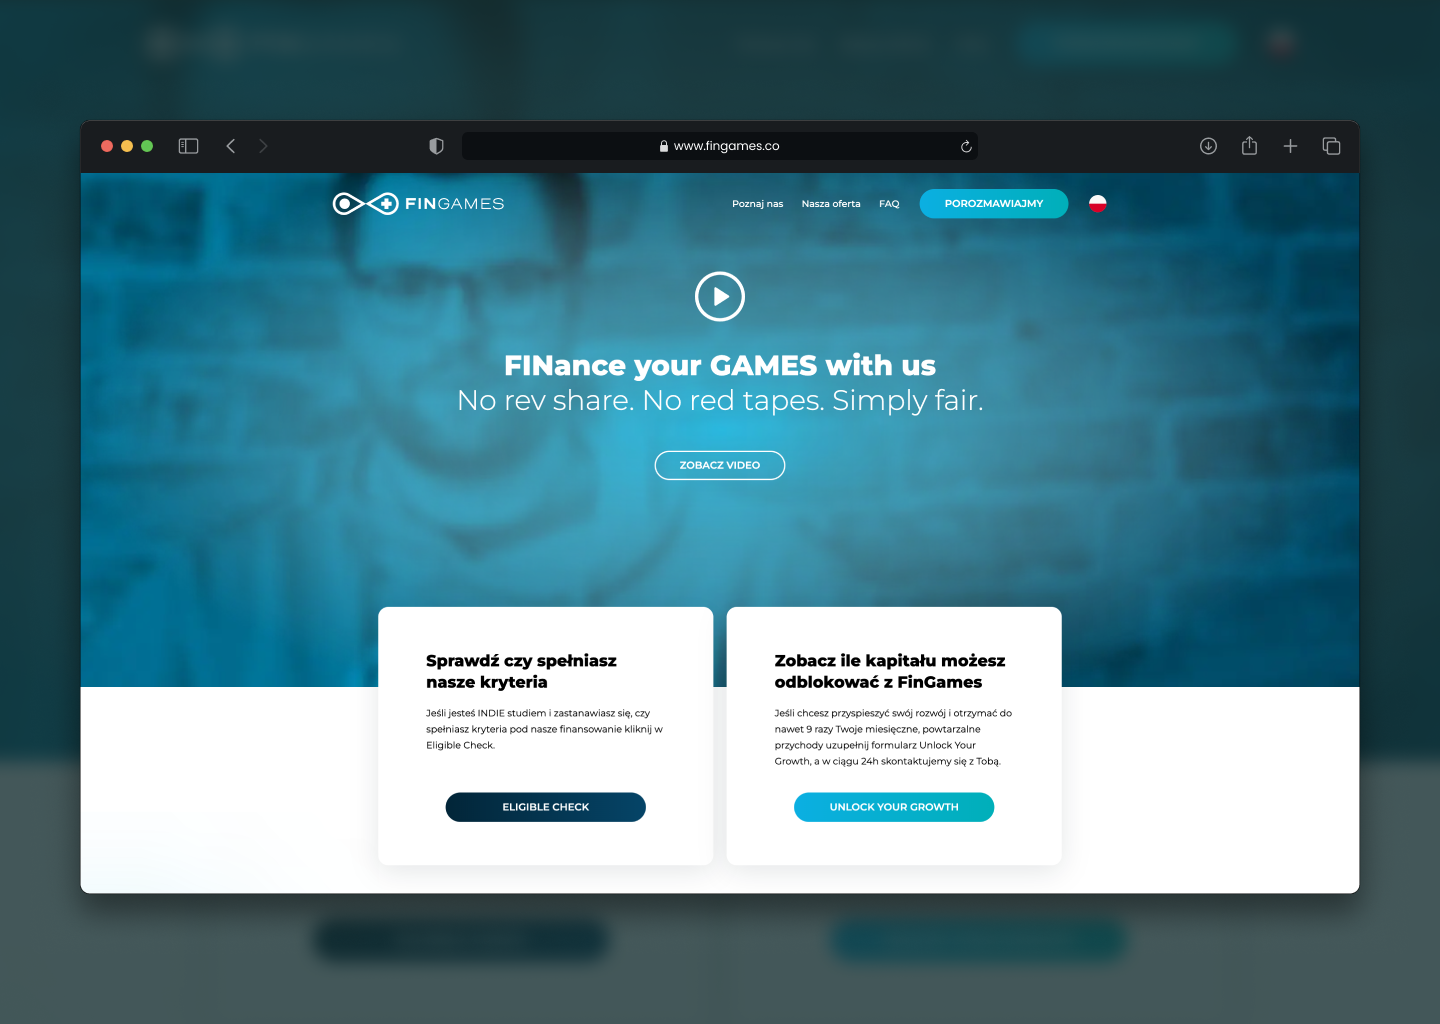 www.fingames.co
FINGAMES
Poznaj nas
Nasza oferta
FAQ
POROZMAWIAJMY
FINance your GAMES with us
No rev share. No red tapes. Simply fair.
ZOBACZ VIDEO
Sprawdź czy spełniasz
nasze kryteria
Jeśli jesteś INDIE studiem i zastanawiasz się, czy
spełniasz kryteria pod nasze finansowanie kliknij w
Eligible Check.
ELIGIBLE CHECK
Zobacz ile kapitału możesz
odblokować z FinGames
Jeśli chcesz przyspieszyć swój rozwój i otrzymać do
nawet 9 razy Twoje miesięczne, powtarzalne
przychody uzupełnij formularz Unlock Your
Growth, a w ciągu 24h skontaktujemy się z Tobą.
UNLOCK YOUR GROWTH